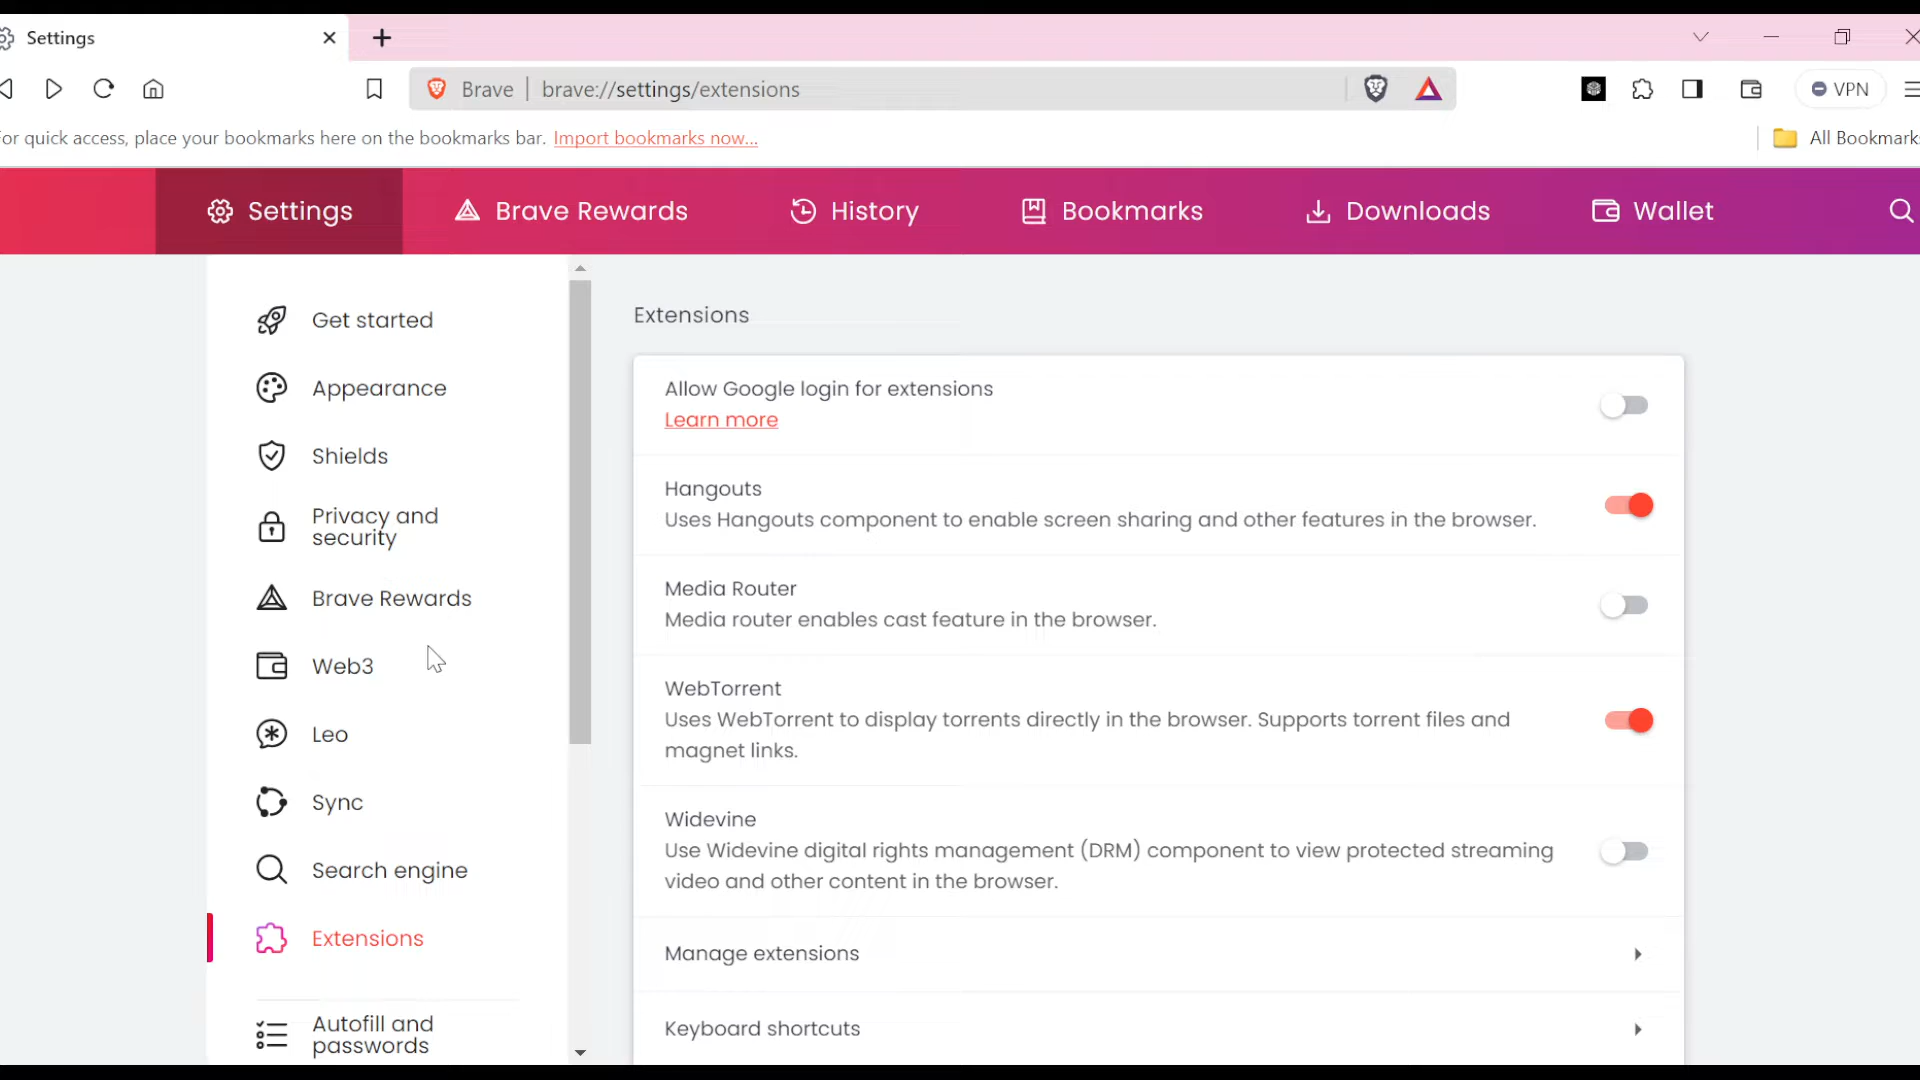 Settings
Brave
brave://settings/extensions
VPN
or quick access, place your bookmarks here on the bookmarks bar. Import bookmarks now...
All Bookmarks
Settings
Brave Rewards
History
Bookmarks
Downloads
Wallet
Get started
Appearance
Shields
Privacy and
security
Brave Rewards
Web3
Leo
Sync
Search engine
Extensions
Autofill and
passwords
Extensions
Allow Google login for extensions
Learn more
Hangouts
Uses Hangouts component to enable screen sharing and other features in the browser.
Media Router
Media router enables cast feature in the browser.
WebTorrent
Uses WebTorrent to display torrents directly in the browser. Supports torrent files and
magnet links.
Widevine
Use Widevine digital rights management (DRM) component to view protected streaming
video and other content in the browser.
Manage extensions
Keyboard shortcuts